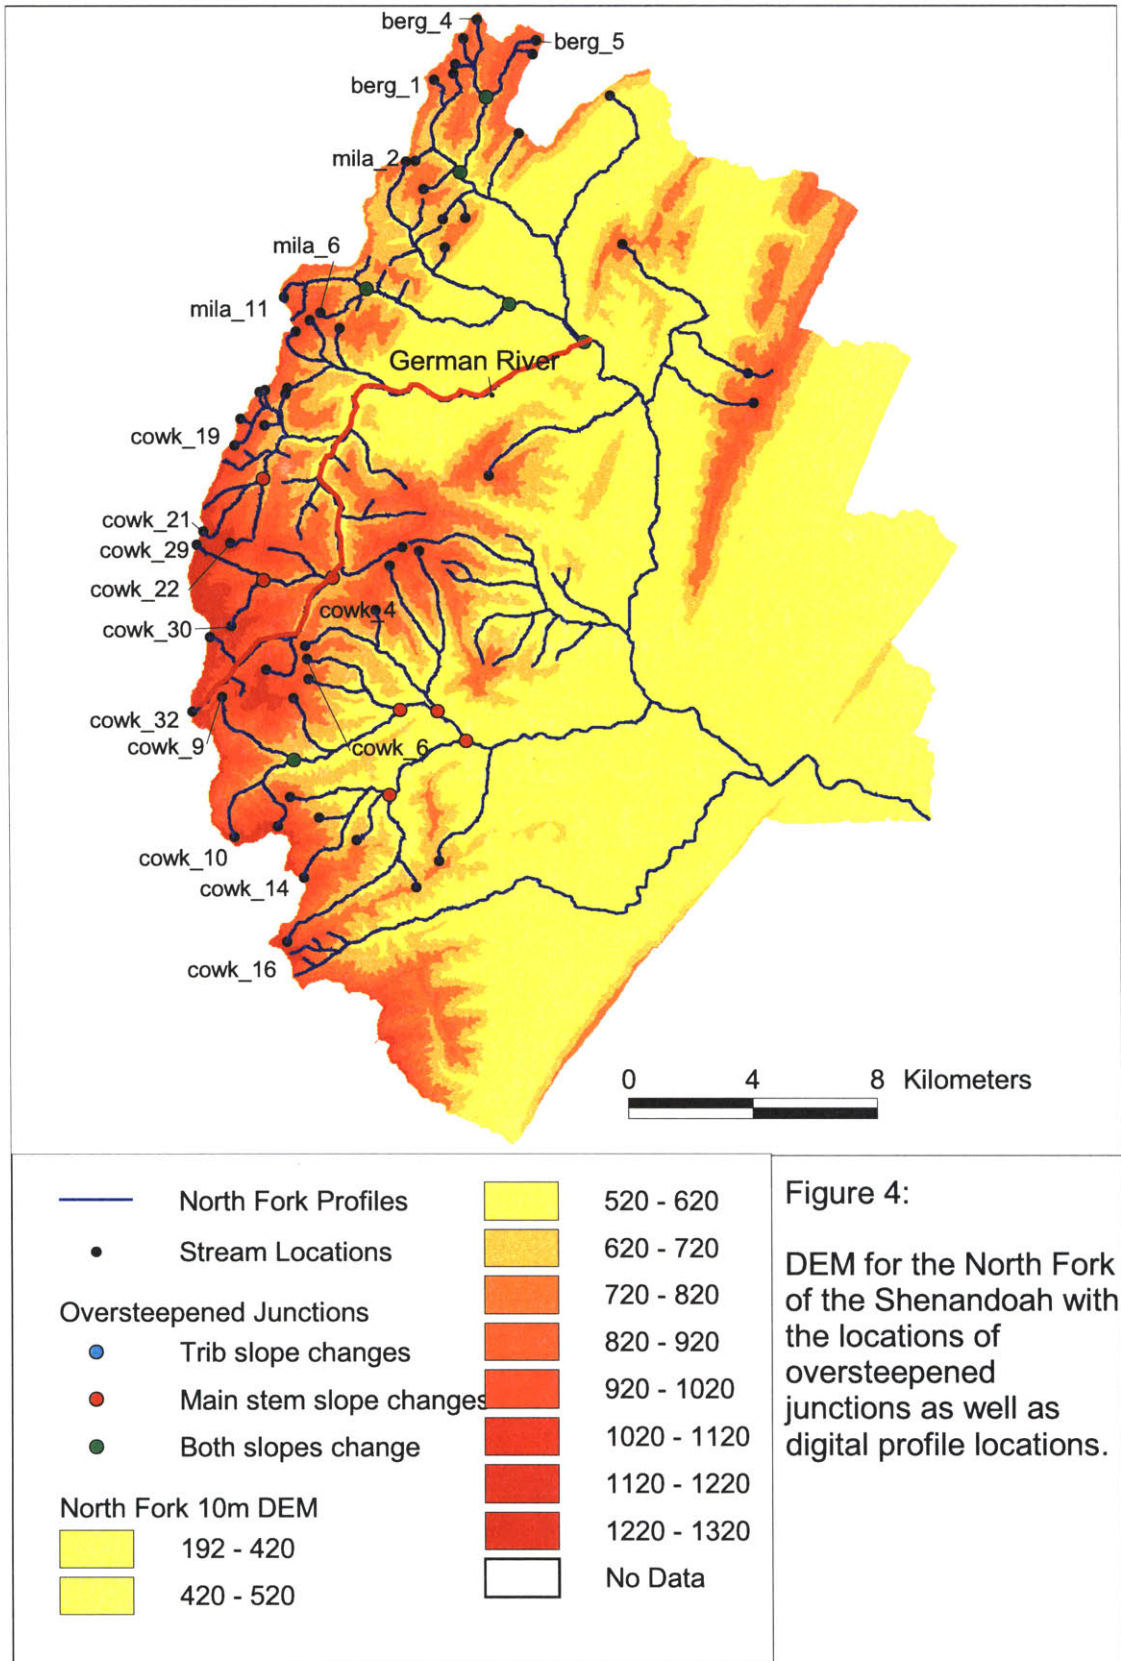 berg_4
berg_5
berg_1
mila_2
mila_6
mila_11
German River
cowk_19
cowk_21
cowk_29
cowk_22
cowk_4
cowk_30
cowk_32
cowk_9
cowk_6
cowk_10
cowk_14
cowk_16
0 4 8 Kilometers
North Fork Profiles
Stream Locations
Oversteepened Junctions
Trib slope changes
Main stem slope changes
Both slopes change
North Fork 10m DEM
192 - 420
420 - 520
520 - 620
620 - 720
720 - 820
820 - 920
920 - 1020
1020 - 1120
1120 - 1220
1220 - 1320
No Data
Figure 4:
DEM for the North Fork
of the Shenandoah with
the locations of
oversteepened
junctions as well as
digital profile locations.